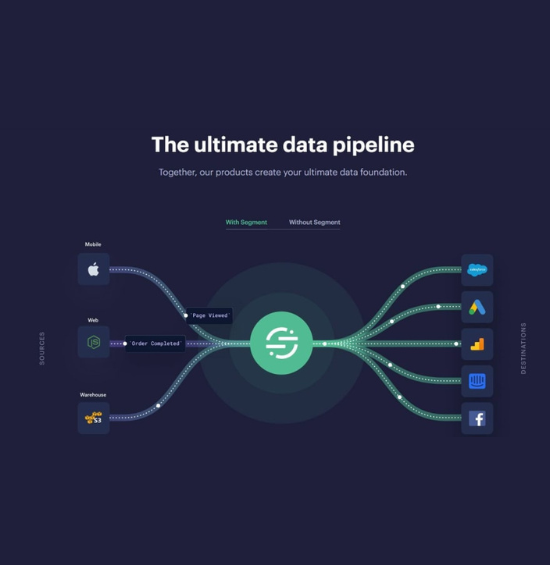 The ultimate data pipeline
Together, our products create your ultimate data foundation.
With Segment
Without Segment
Mobile
'Page Viewed'
Web
'Order Completed'
Warehouse
S3
SOURCES
DESTINATIONS
salesforce